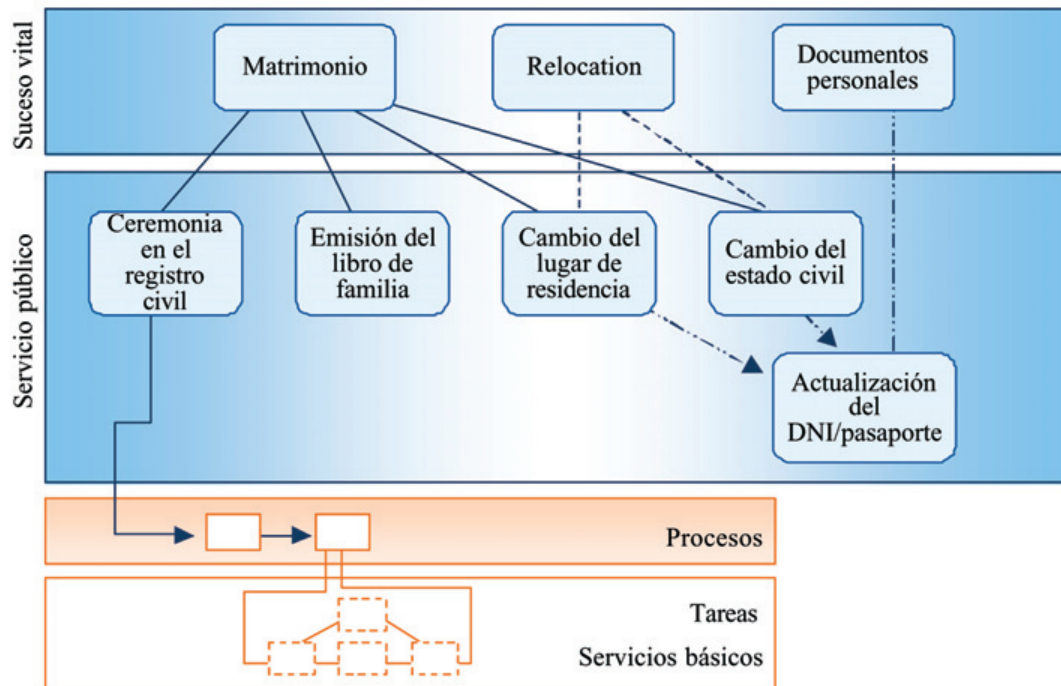 Suceso vital
Matrimonio
Relocation
Documentos
personales
Servicio público
Ceremonia
en el
registro
civil
Emisión del
libro de
familia
Cambio del
lugar de
residencia
Cambio del
estado civil
Actualización
del
DNI/pasaporte
Procesos
Tareas
Servicios básicos